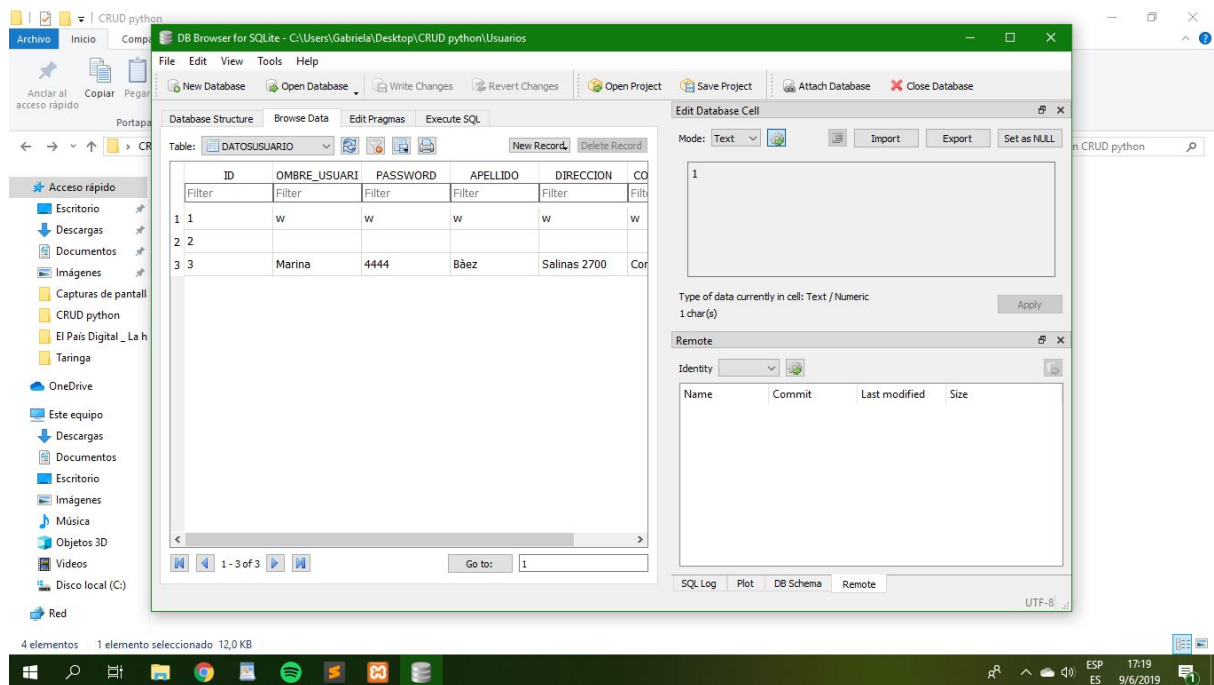 CRUD python
Archivo Inicio Compa
Anclar al acceso rápido
Copiar Pegar
Portapa
CR
n CRUD python
Acceso rápido
Escritorio
Descargas
Documentos
Imágenes
Capturas de pantall
CRUD python
El País Digital _ La h
Taringa
OneDrive
Este equipo
Descargas
Documentos
Escritorio
Imágenes
Música
Objetos 3D
Videos
Disco local (C:)
Red
4 elementos 1 elemento seleccionado 12,0 KB
DB Browser for SQLite - C:\Users\Gabriela\Desktop\CRUD python\Usuarios
File Edit View Tools Help
New Database Open Database Write Changes Revert Changes Open Project Save Project Attach Database Close Database
Database Structure Browse Data Edit Pragmas Execute SQL
Table: DATOSUSUARIO New Record Delete Record
ID OMBRE_USUARI PASSWORD APELLIDO DIRECCION CO
Filter Filter Filter Filter Filter Filt
1 1 w w w w w
2 2
3 3 Marina 4444 Bàez Salinas 2700 Cor
1 - 3 of 3 Go to: 1
Edit Database Cell
Mode: Text Import Export Set as NULL
1
Type of data currently in cell: Text / Numeric
1 char(s)
Apply
Remote
Identity
Name Commit Last modified Size
SQL Log Plot DB Schema Remote
UTF-8
ESP
ES
17:19
9/6/2019
1